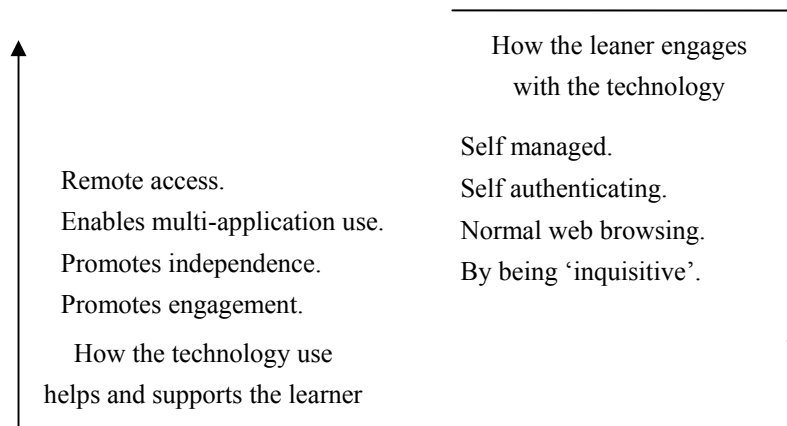 How the leaner engages
with the technology
Self managed.
Self authenticating.
Normal web browsing.
By being ‘inquisitive’.
Remote access.
Enables multi-application use.
Promotes independence.
Promotes engagement.
How the technology use
helps and supports the learner